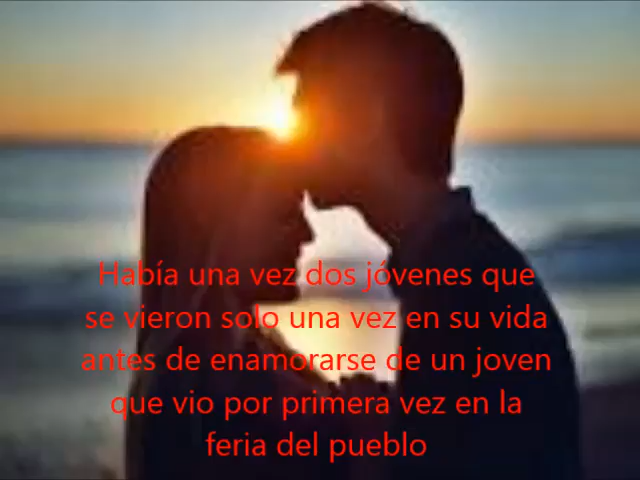 Había una vez dos jóvenes que
se vieron solo una vez en su vida
antes de enamorarse de un joven
que vio por primera vez en la
feria del pueblo